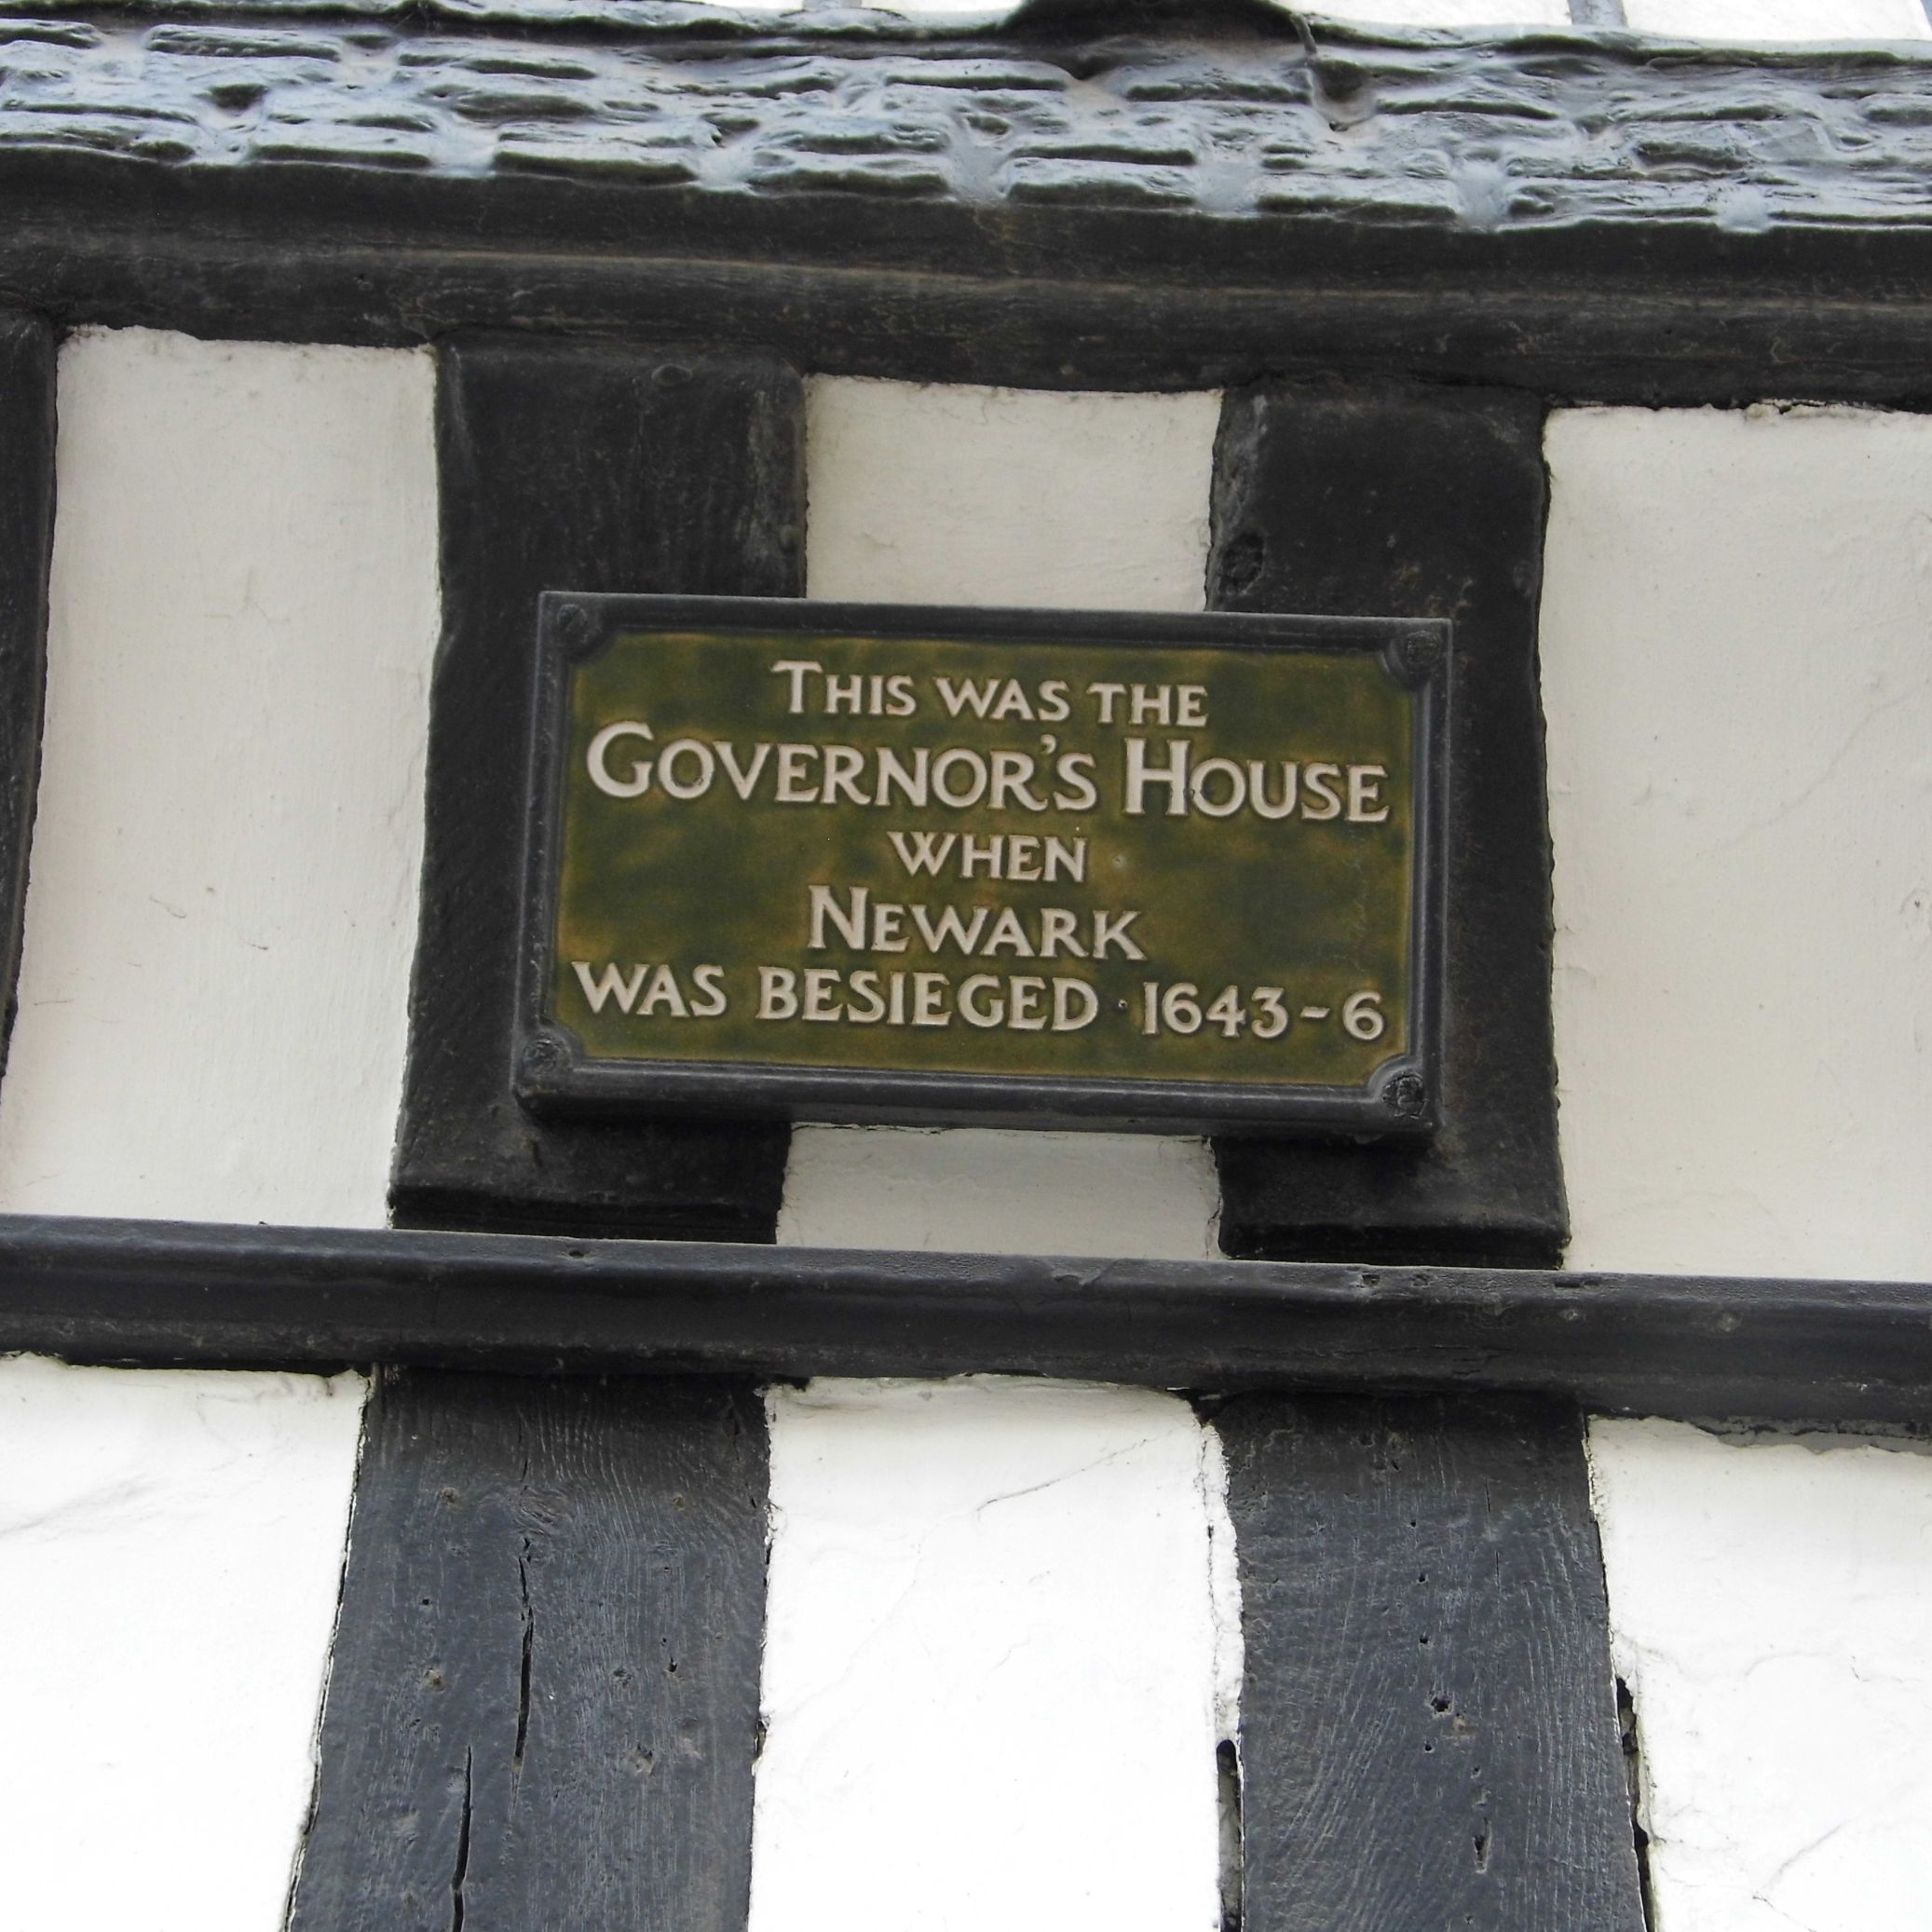 This was the
Governor's House
when
Newark
was besieged · 1643-6